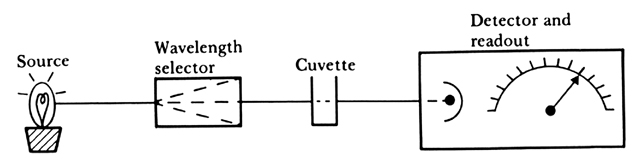 Source
Wavelength
selector
Cuvette
Detector and
readout